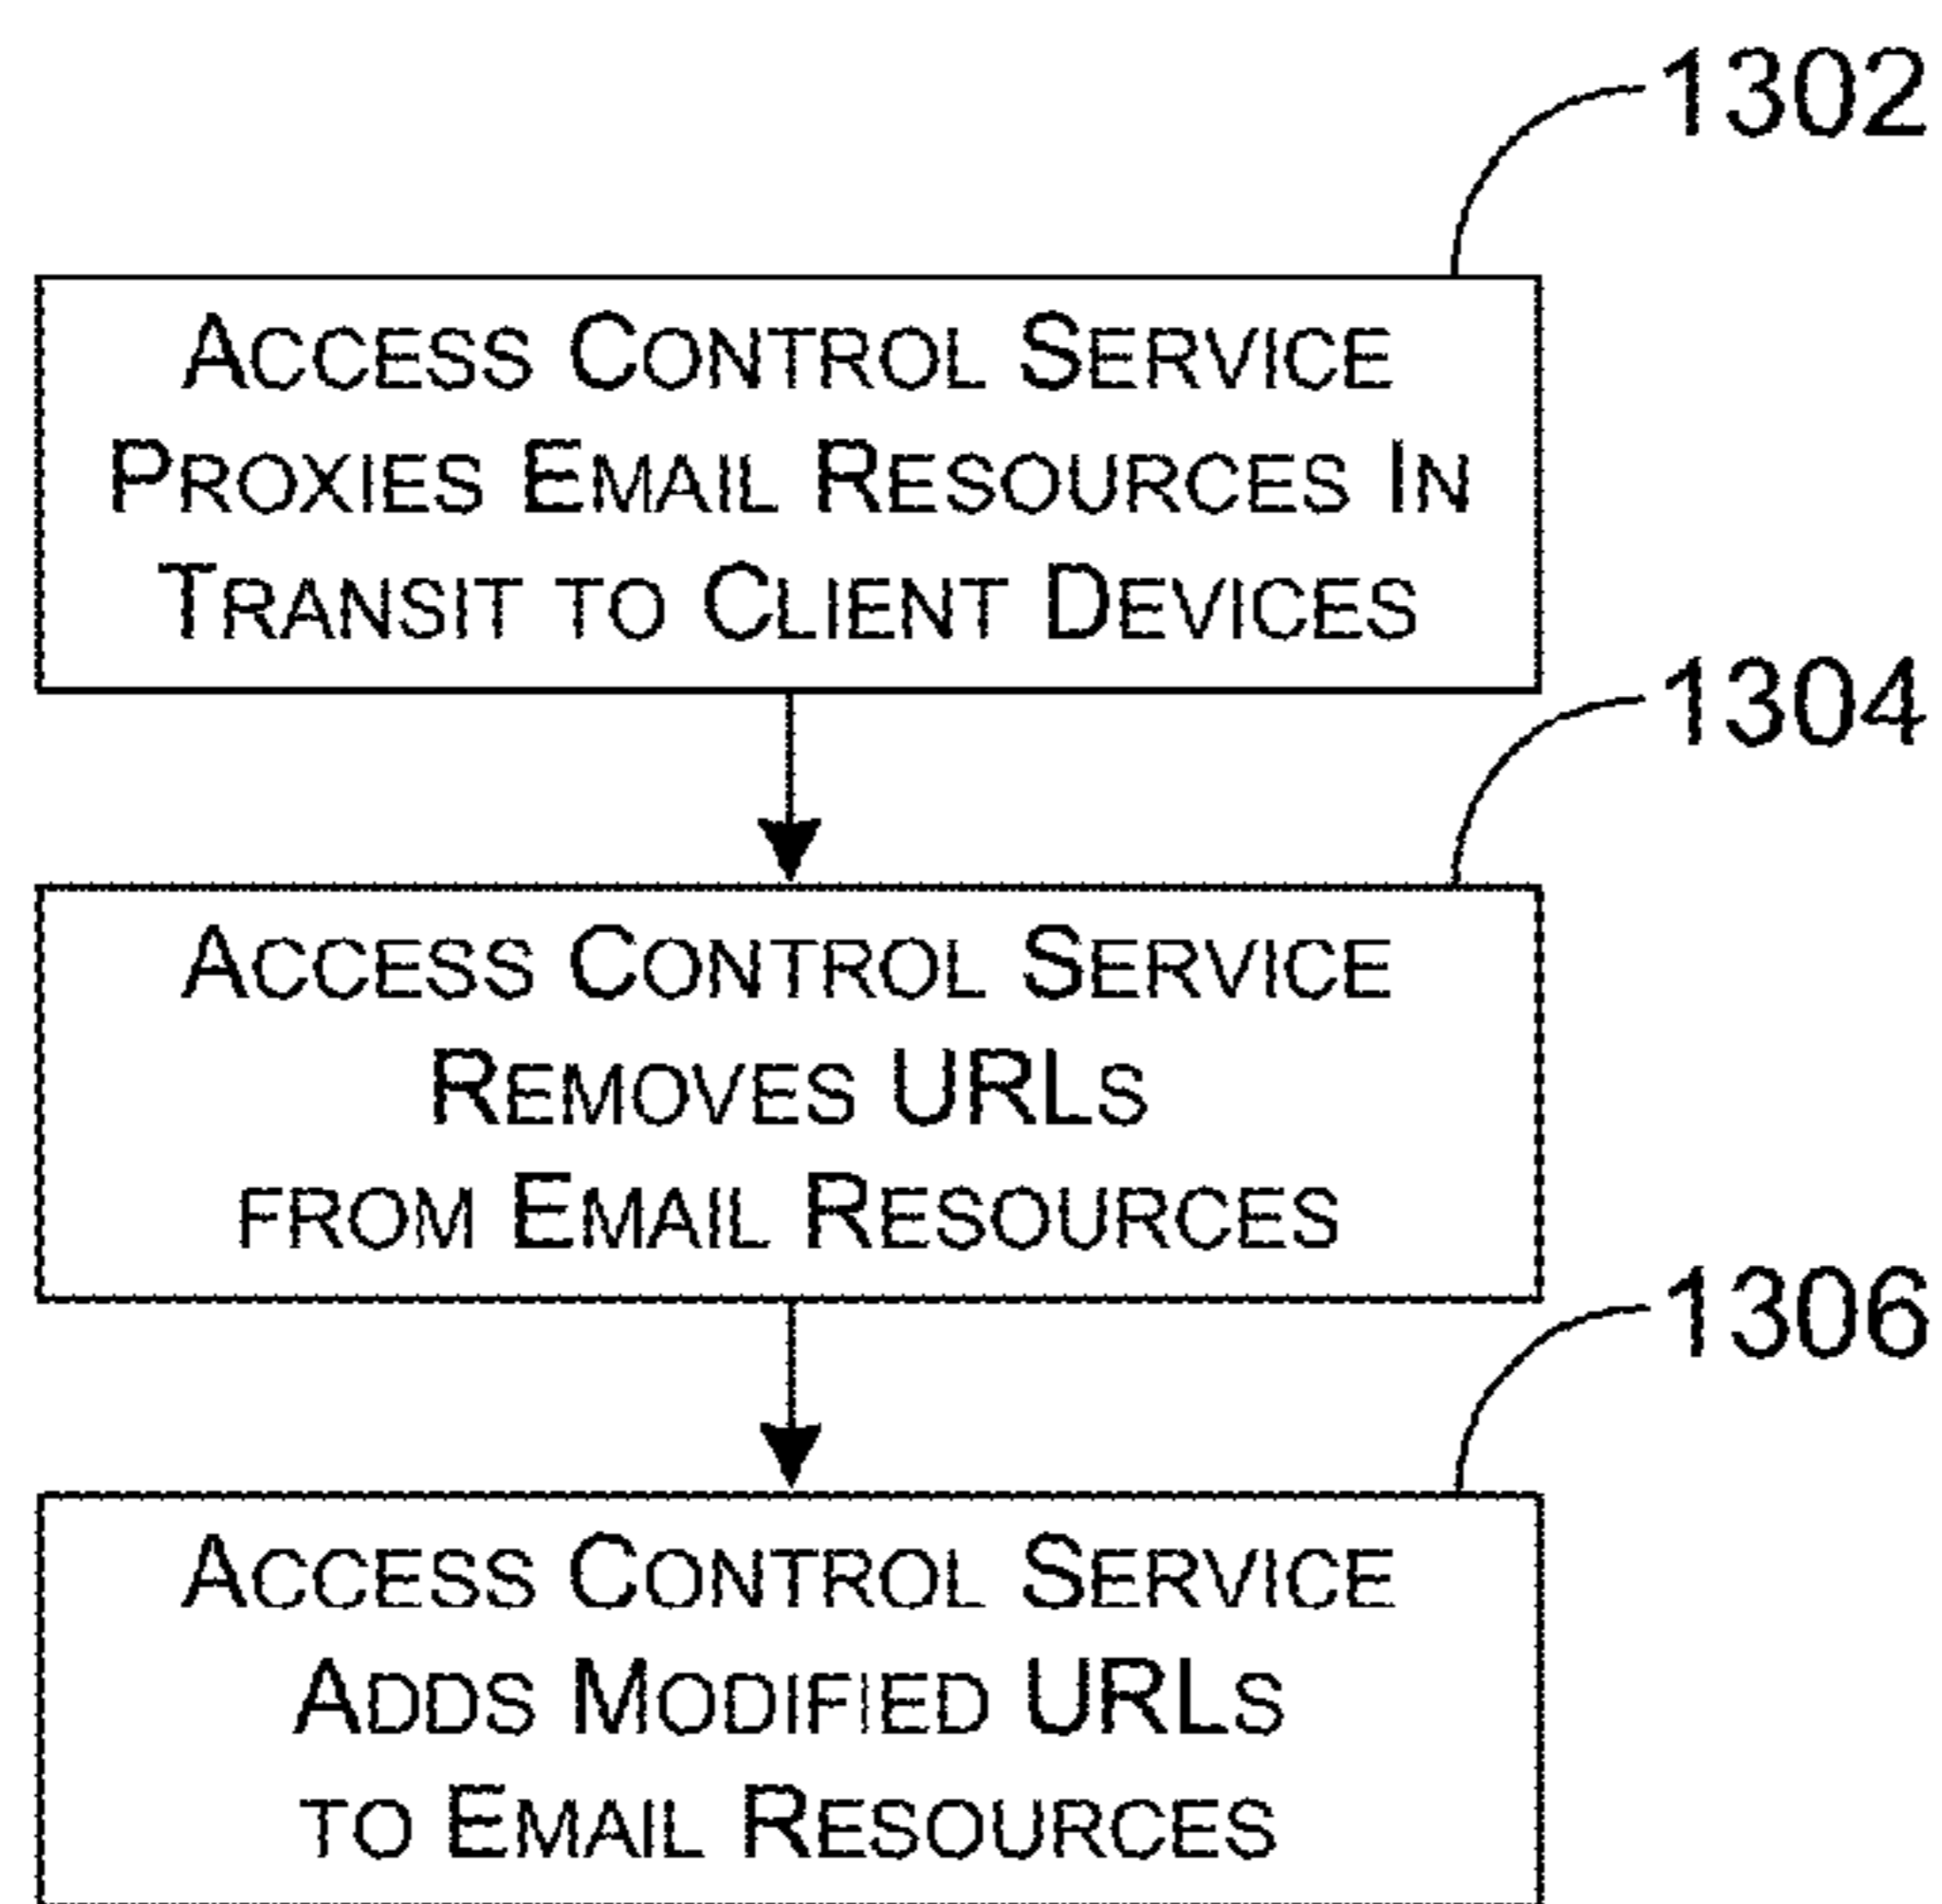 1302
ACCESS CONTROL SERVICE
PROXIES EMAIL RESOURCES IN
TRANSIT TO CLIENT DEVICES
1304
ACCESS CONTROL SERVICE
REMOVES URLS
FROM EMAIL RESOURCES
1306
ACCESS CONTROL SERVICE
ADDS MODIFIED URLS
TO EMAIL RESOURCES